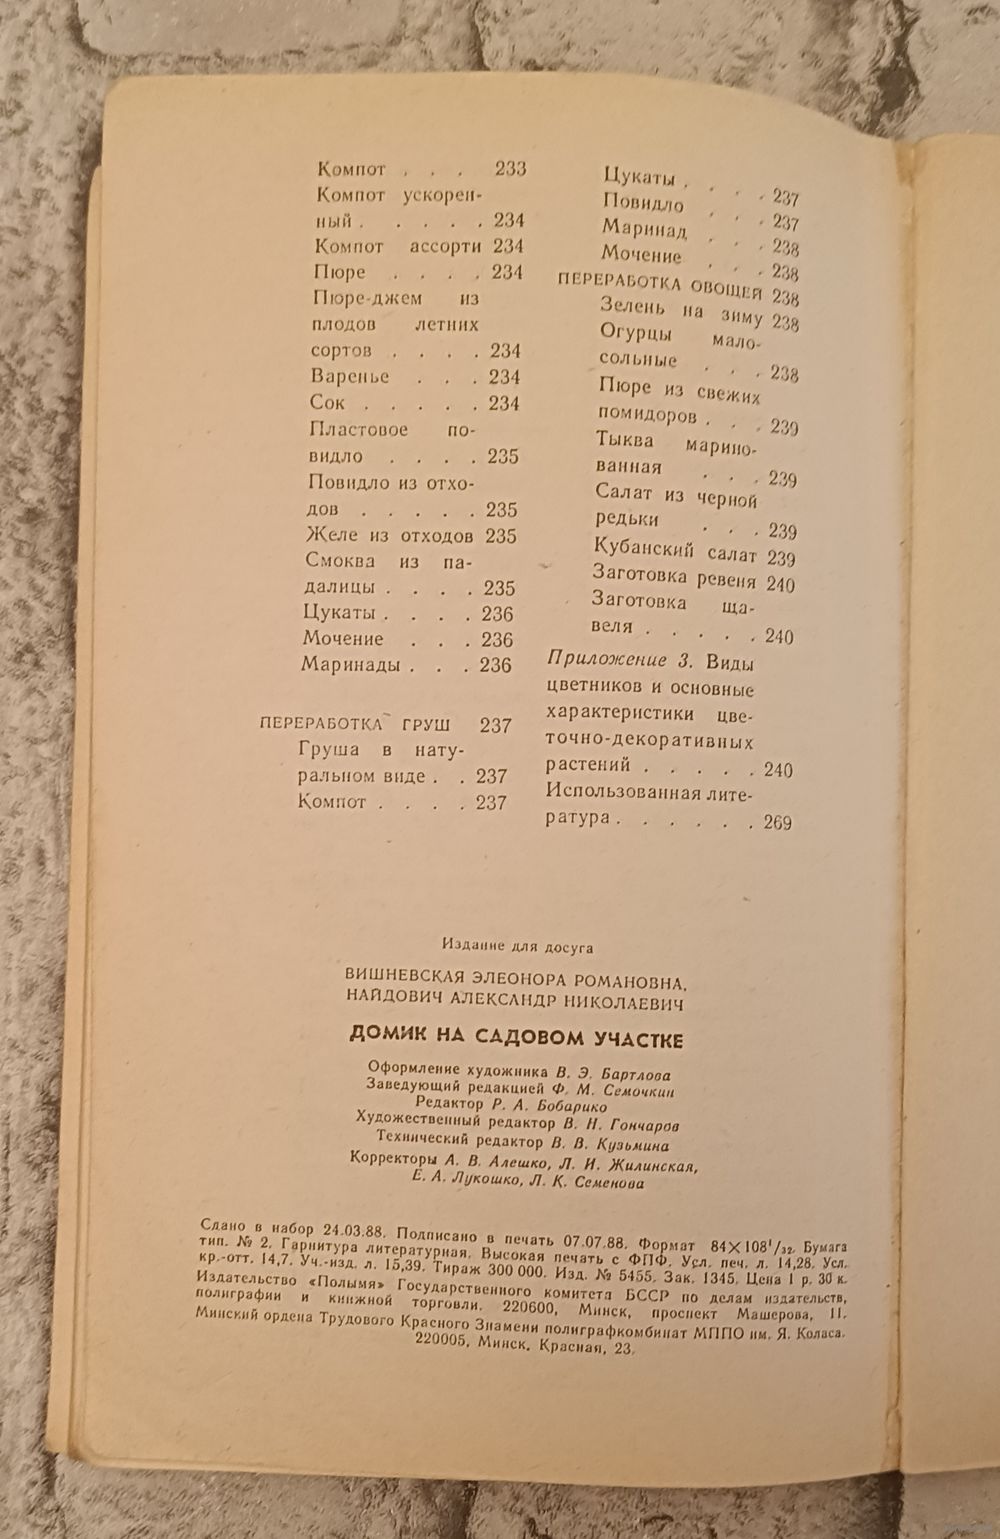 Компот . . . 233
Компот ускорен-
ный . . . . . 234
Компот ассорти 234
Пюре . . . . 234
Пюре-джем из
плодов летних
сортов . . . . 234
Варенье . . . 234
Сок . . . . . 234
Пластовое по-
видло . . . . 235
Повидло из отхо-
дов . . . . . 235
Желе из отходов 235
Смоква из па-
далицы . . . . 235
Цукаты . . . . 236
Мочение . . . 236
Маринады . . . 236
ПЕРЕРАБОТКА ГРУШ 237
Груша в нату-
ральном виде . . 237
Компот . . . . 237
Цукаты . . . . 237
Повидло . . . 237
Маринад . . . 238
Мочение . . . 238
ПЕРЕРАБОТКА ОВОЩЕЙ 238
Зелень на зиму 238
Огурцы мало-
сольные . . . 238
Пюре из свежих
помидоров . . . 239
Тыква марино-
ванная . . . 239
Салат из черной
редьки . . . 239
Кубанский салат 239
Заготовка ревеня 240
Заготовка ща-
веля . . . . . 240
Приложение 3. Виды
цветников и основные
характеристики цве-
точно-декоративных
растений . . . . . 240
Использованная лите-
ратура . . . . . . 269
Издание для досуга
ВИШНЕВСКАЯ ЭЛЕОНОРА РОМАНОВНА,
НАЙДОВИЧ АЛЕКСАНДР НИКОЛАЕВИЧ
ДОМИК НА САДОВОМ УЧАСТКЕ
Оформление художника В. Э. Бартлова
Заведующий редакцией Ф. М. Семочкин
Редактор Р. А. Бобарико
Художественный редактор В. Н. Гончаров
Технический редактор В. В. Кузьмина
Корректоры А. В. Алешко, Л. И. Жилинская,
Е. А. Лукошко, Л. К. Семенова
Сдано в набор 24.03.88. Подписано в печать 07.07.88. Формат 84×108¹/₃₂. Бумага
тип. № 2. Гарнитура литературная. Высокая печать с ФПФ. Усл. печ. л. 14,28. Усл.
кр.-отт. 14,7. Уч.-изд. л. 15,39. Тираж 300 000. Изд. № 5455. Зак. 1345. Цена 1 р. 30 к.
Издательство «Полымя» Государственного комитета БССР по делам издательств,
полиграфии и книжной торговли. 220600, Минск, проспект Машерова, 11.
Минский ордена Трудового Красного Знамени полиграфкомбинат МППО им. Я. Коласа.
220005, Минск, Красная, 23.